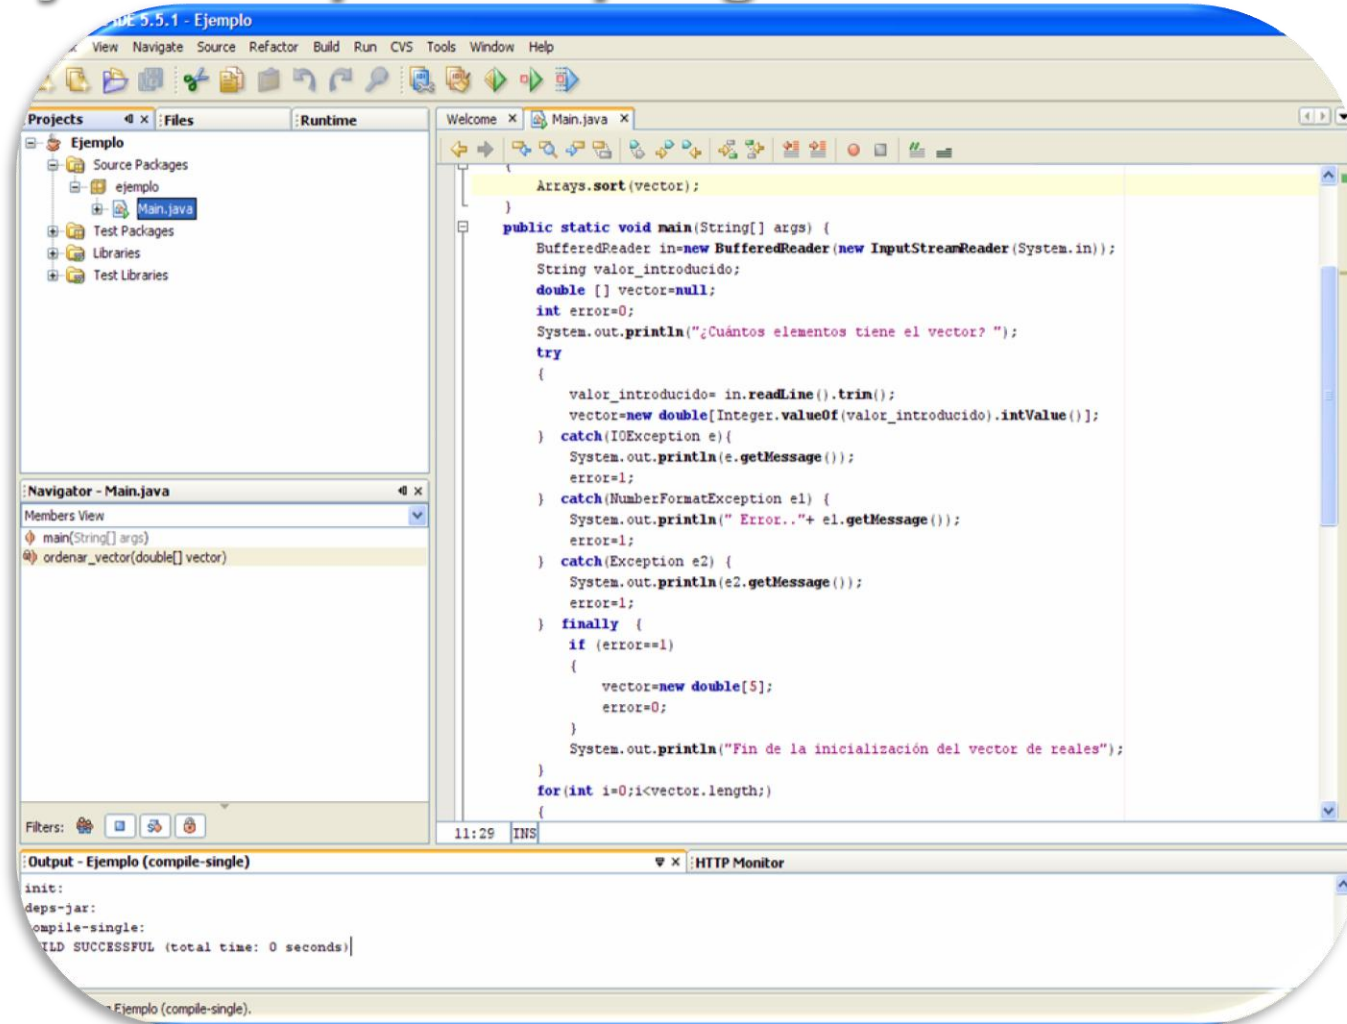 5.5.1 - Ejemplo
View Navigate Source Refactor Build Run CVS Tools Window Help
Projects Files Runtime
Ejemplo
Source Packages
ejemplo
Main.java
Test Packages
Libraries
Test Libraries
Navigator - Main.java
Members View
main(String[] args)
ordenar_vector(double[] vector)
Filters:
Welcome Main.java
{
Arrays.sort(vector);
}
public static void main(String[] args) {
BufferedReader in=new BufferedReader(new InputStreamReader(System.in));
String valor_introducido;
double [] vector=null;
int error=0;
System.out.println("¿Cuántos elementos tiene el vector? ");
try
{
valor_introducido= in.readLine().trim();
vector=new double[Integer.valueOf(valor_introducido).intValue()];
} catch(IOException e){
System.out.println(e.getMessage());
error=1;
} catch(NumberFormatException e1) {
System.out.println(" Error.."+ e1.getMessage());
error=1;
} catch(Exception e2) {
System.out.println(e2.getMessage());
error=1;
} finally {
if (error==1)
{
vector=new double[5];
error=0;
}
System.out.println("Fin de la inicialización del vector de reales");
}
for(int i=0;i<vector.length;)
{
11:29 INS
Output - Ejemplo (compile-single) HTTP Monitor
init:
deps-jar:
compile-single:
BUILD SUCCESSFUL (total time: 0 seconds)
Ejemplo (compile-single).